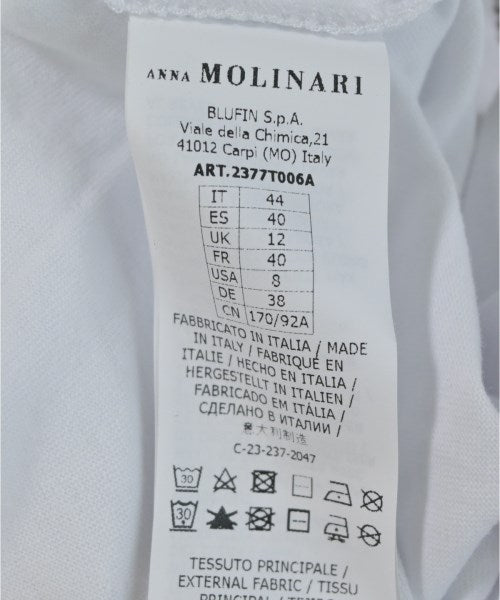 ANNA MOLINARI
BLUFIN S.p.A.
Viale della Chimica,21
41012 Carpi (MO) Italy
ART.2377T006A
IT 44
ES 40
UK 12
FR 40
USA 8
DE 38
CN 170/92A
FABBRICATO IN ITALIA / MADE
IN ITALY / FABRIQUÉ EN
ITALIE / HECHO EN ITALIA /
HERGESTELLT IN ITALIEN /
FABRICADO EM ITÁLIA /
СДЕЛАНО В ИТАЛИИ /
意大利制造
C-23-237-2047
30
30
TESSUTO PRINCIPALE /
EXTERNAL FABRIC / TISSU